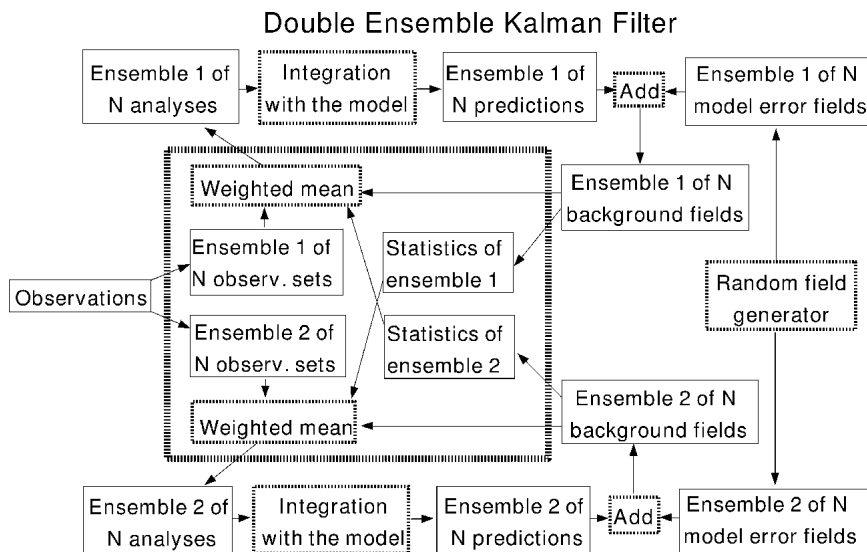 Double Ensemble Kalman Filter
Ensemble 1 of
N analyses
Integration
with the model
Ensemble 1 of
N predictions
Add
Ensemble 1 of N
model error fields
Weighted mean
Ensemble 1 of N
background fields
Ensemble 1 of
N observ. sets
Statistics of
ensemble 1
Observations
Random field
generator
Ensemble 2 of
N observ. sets
Statistics of
ensemble 2
Weighted mean
Ensemble 2 of N
background fields
Ensemble 2 of
N analyses
Integration
with the model
Ensemble 2 of
N predictions
Add
Ensemble 2 of N
model error fields